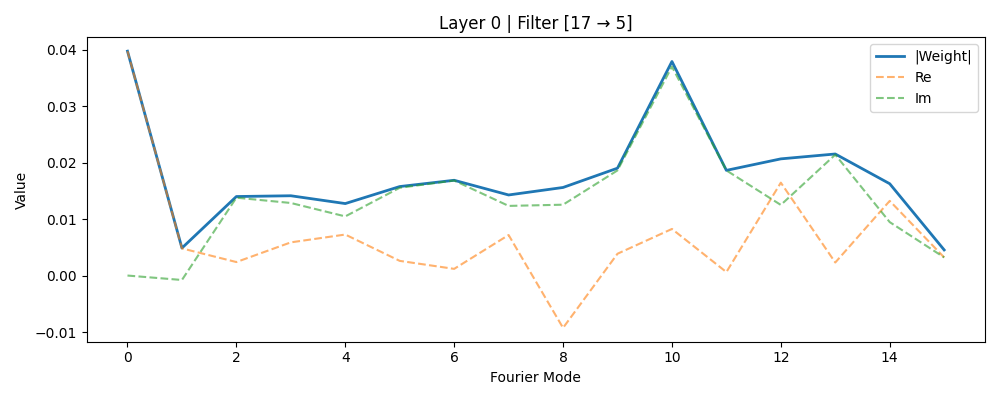 Layer 0 | Filter [17 → 5]
0.04
0.03
0.02
0.01
0.00
−0.01
Value
0 2 4 6 8 10 12 14
Fourier Mode
|Weight|
Re
Im